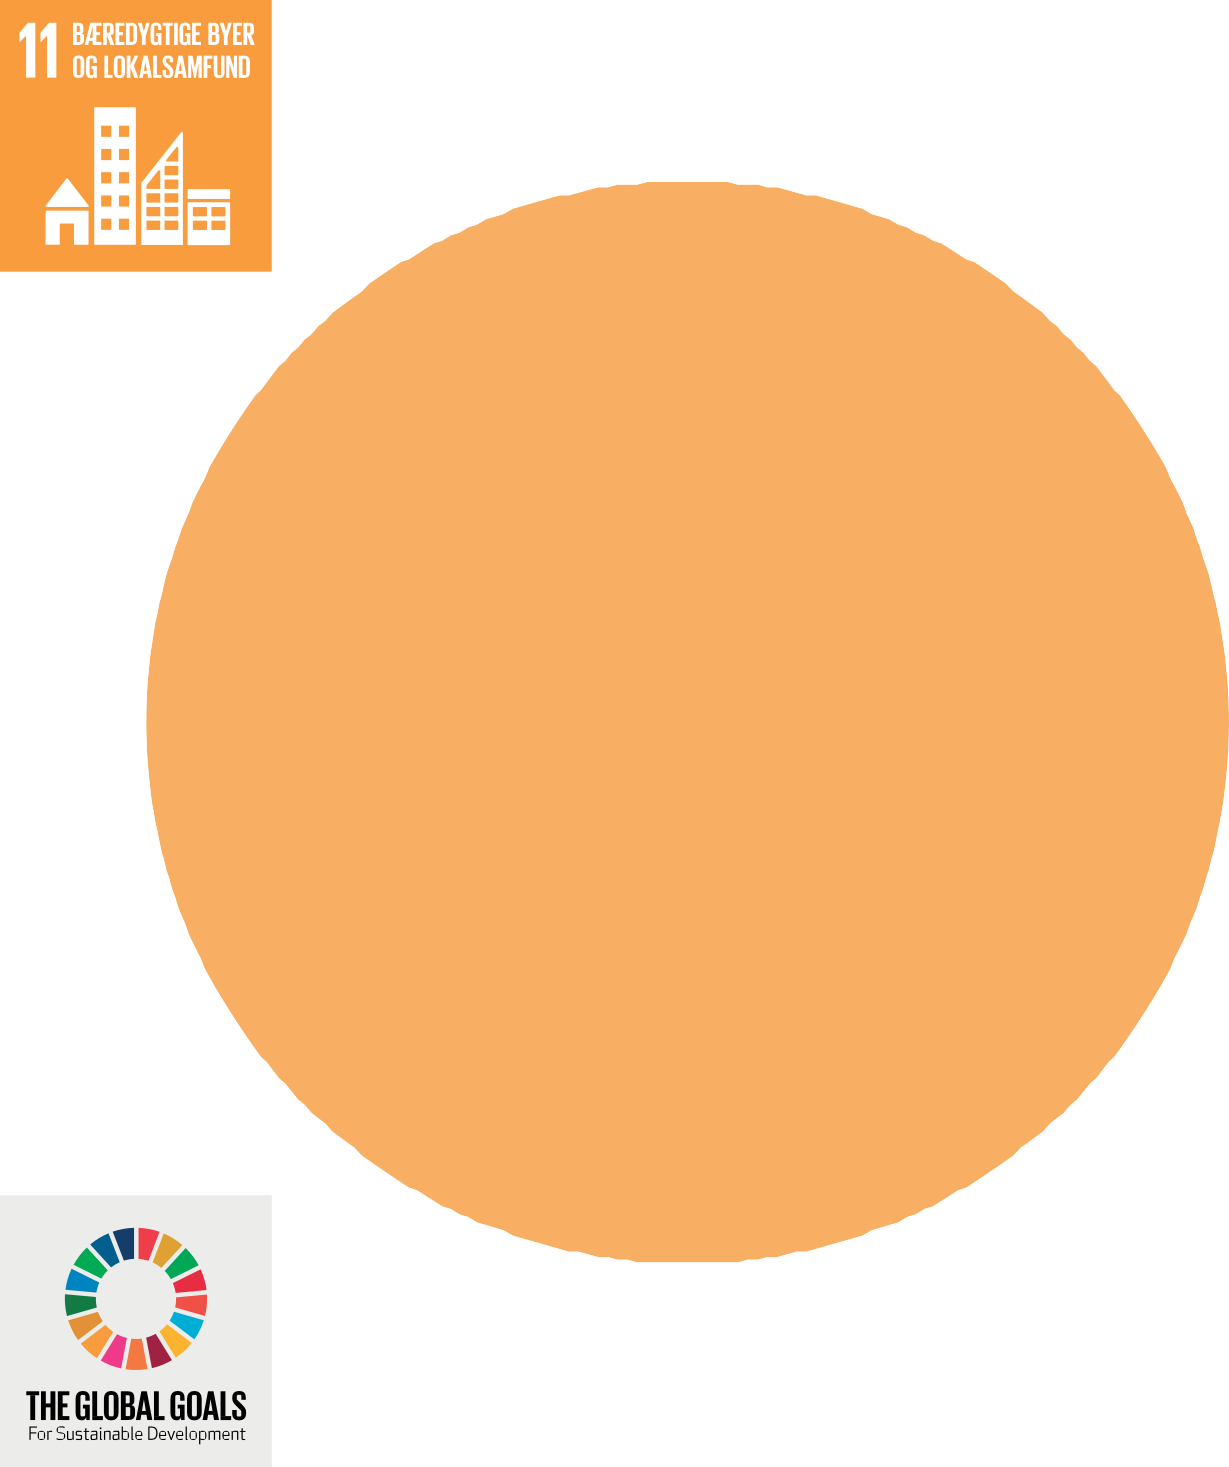 11 BÆREDYGTIGE BYER
OG LOKALSAMFUND
THE GLOBAL GOALS
For Sustainable Development